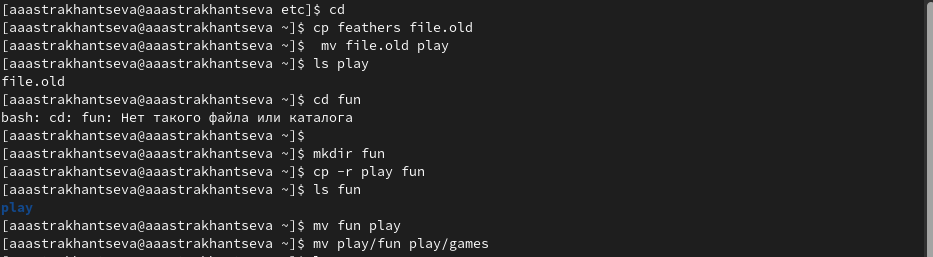 [aaastrakhantseva@aaastrakhantseva etc]$ cd
[aaastrakhantseva@aaastrakhantseva ~]$ cp feathers file.old
[aaastrakhantseva@aaastrakhantseva ~]$  mv file.old play
[aaastrakhantseva@aaastrakhantseva ~]$ ls play
file.old
[aaastrakhantseva@aaastrakhantseva ~]$ cd fun
bash: cd: fun: Нет такого файла или каталога
[aaastrakhantseva@aaastrakhantseva ~]$
[aaastrakhantseva@aaastrakhantseva ~]$ mkdir fun
[aaastrakhantseva@aaastrakhantseva ~]$ cp -r play fun
[aaastrakhantseva@aaastrakhantseva ~]$ ls fun
play
[aaastrakhantseva@aaastrakhantseva ~]$ mv fun play
[aaastrakhantseva@aaastrakhantseva ~]$ mv play/fun play/games